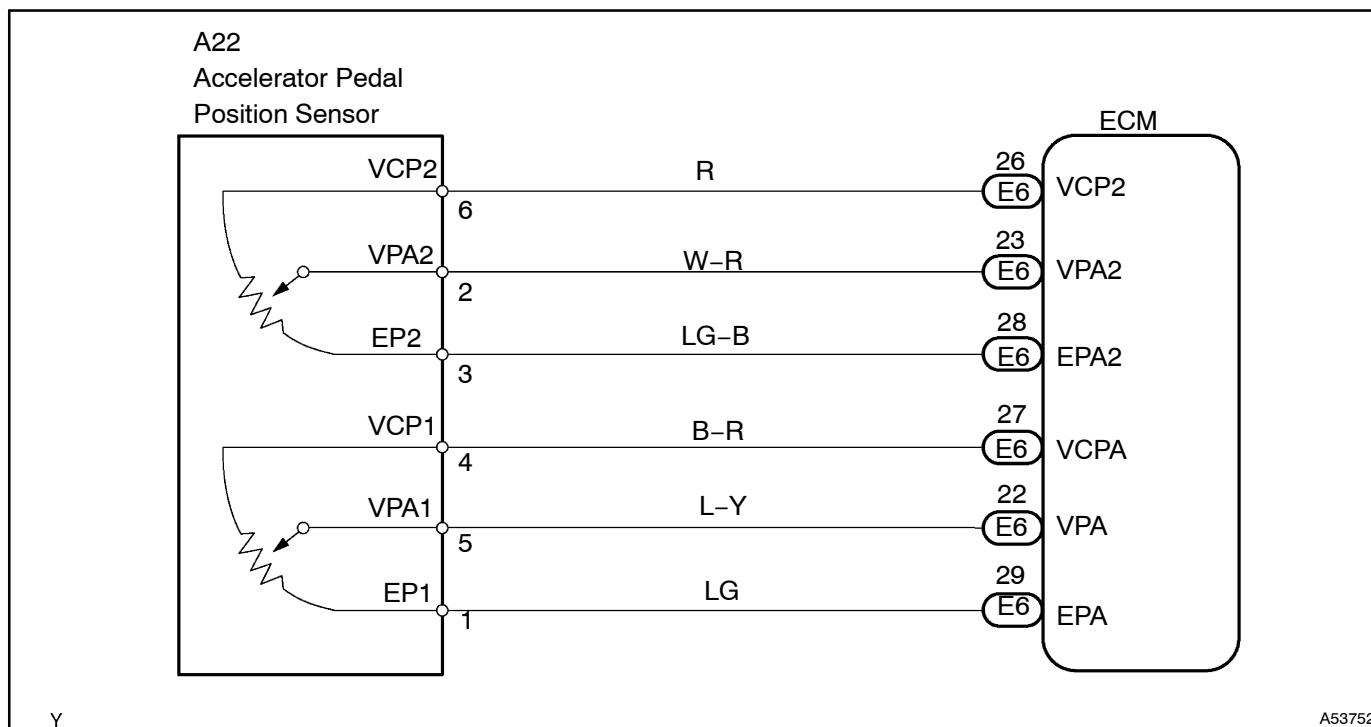 A22
Accelerator Pedal
Position Sensor
ECM
VCP2
6
R
26
E6
VCP2
VPA2
2
W–R
23
E6
VPA2
EP2
3
LG–B
28
E6
EPA2
VCP1
4
B–R
27
E6
VCPA
VPA1
5
L–Y
22
E6
VPA
EP1
1
LG
29
E6
EPA
Y
A53752